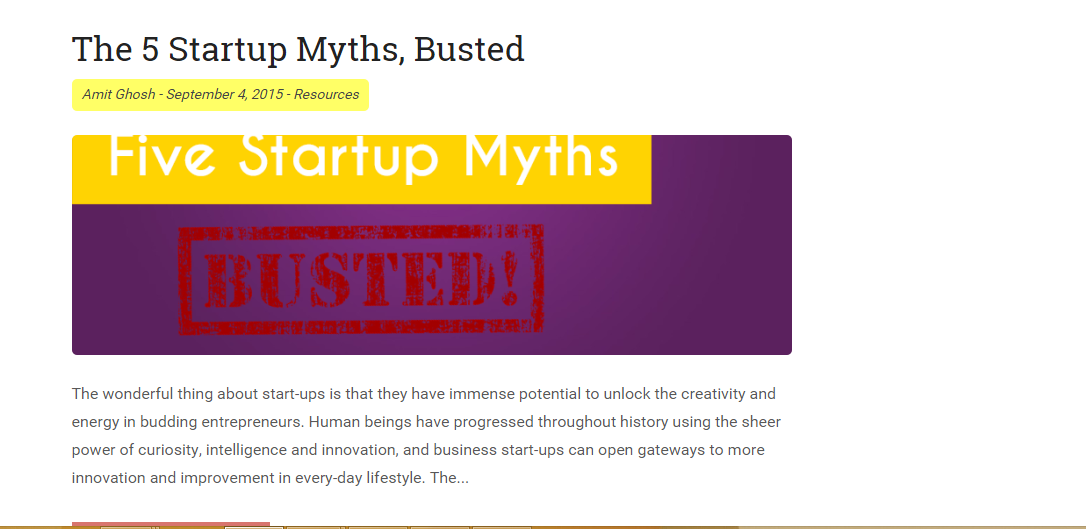 The 5 Startup Myths, Busted
Amit Ghosh - September 4, 2015 - Resources
Five Startup Myths
BUSTED!
The wonderful thing about start-ups is that they have immense potential to unlock the creativity and
energy in budding entrepreneurs. Human beings have progressed throughout history using the sheer
power of curiosity, intelligence and innovation, and business start-ups can open gateways to more
innovation and improvement in every-day lifestyle. The...